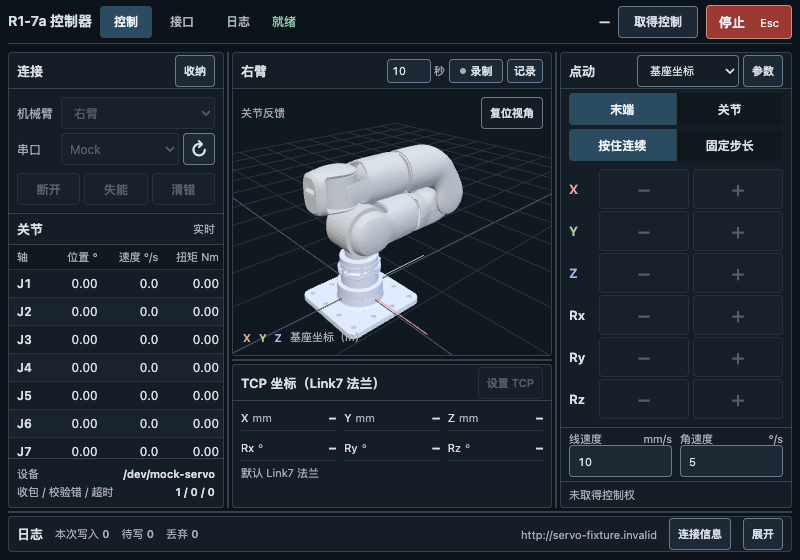 R1-7a 控制器 控制 接口 日志 就绪 – 取得控制 停止 Esc
连接 收纳
机械臂 右臂
串口 Mock
断开 失能 清错
关节 实时
轴 位置 ° 速度 °/s 扭矩 Nm
J1 0.00 0.0 0.00
J2 0.00 0.0 0.00
J3 0.00 0.0 0.00
J4 0.00 0.0 0.00
J5 0.00 0.0 0.00
J6 0.00 0.0 0.00
J7 0.00 0.0 0.00
设备 /dev/mock-servo
收包 / 校验错 / 超时 1 / 0 / 0
右臂 10 秒 录制 记录
关节反馈 复位视角
X Y Z 基座坐标（m）
TCP 坐标（Link7 法兰） 设置 TCP
X mm – Y mm – Z mm –
Rx ° – Ry ° – Rz ° –
默认 Link7 法兰
点动 基座坐标 参数
末端 关节
按住连续 固定步长
X − +
Y − +
Z − +
Rx − +
Ry − +
Rz − +
线速度 mm/s 角速度 °/s
10 5
未取得控制权
日志 本次写入 0 待写 0 丢弃 0 http://servo-fixture.invalid 连接信息 展开